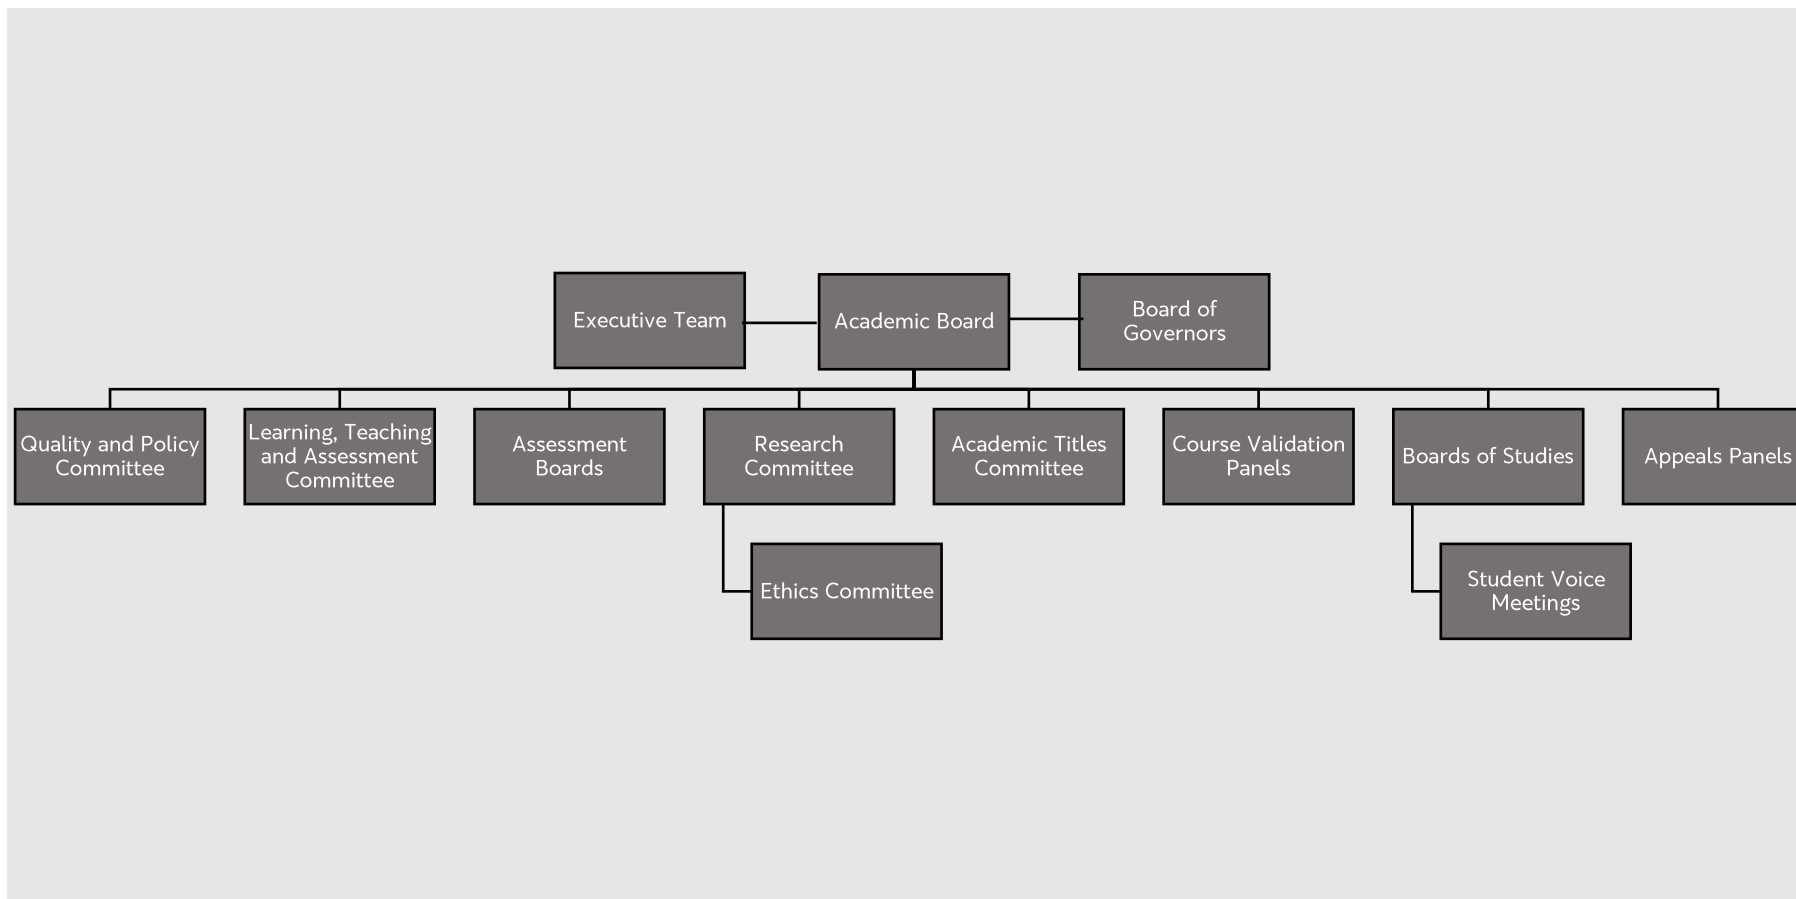 Executive Team
Academic Board
Board of
Governors
Quality and Policy
Committee
Learning, Teaching
and Assessment
Committee
Assessment
Boards
Research
Committee
Academic Titles
Committee
Course Validation
Panels
Boards of Studies
Appeals Panels
Ethics Committee
Student Voice
Meetings